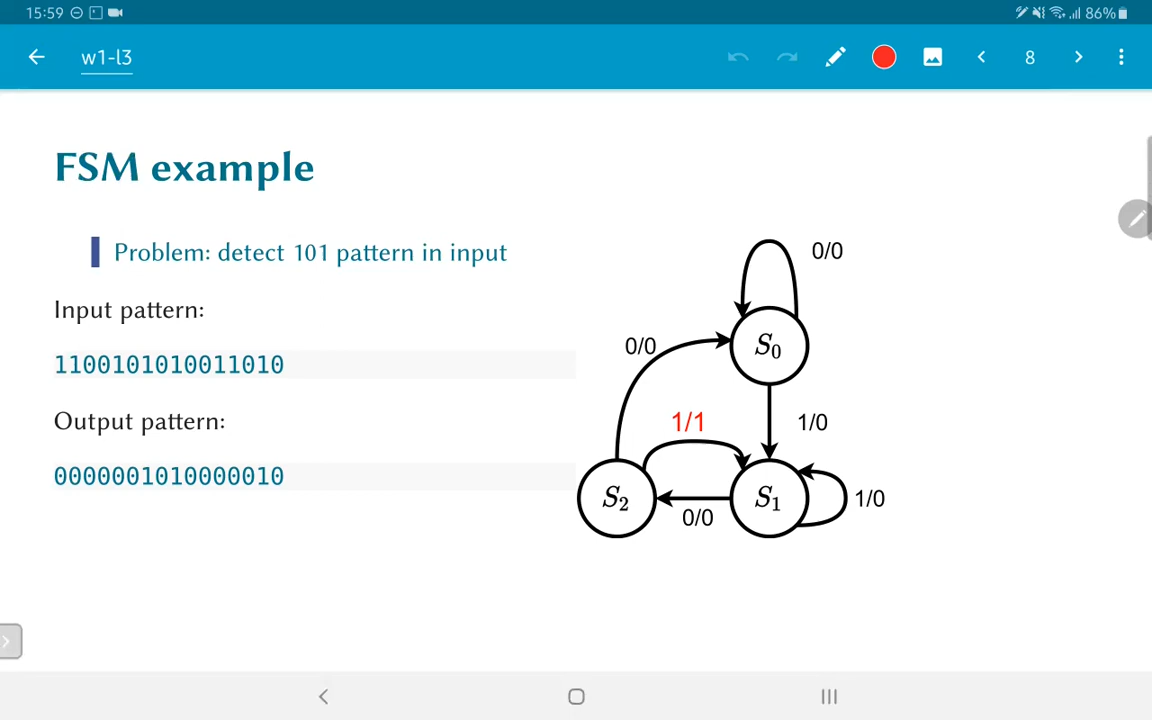 15:59 86%
w1-l3 8
FSM example
Problem: detect 101 pattern in input
Input pattern:
1100101010011010
Output pattern:
0000001010000010
0/0
0/0
S0
1/1
1/0
S2
S1
1/0
0/0